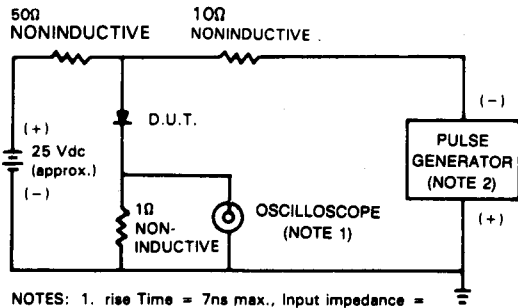 50Ω
NONINDUCTIVE
10Ω
NONINDUCTIVE
(+)
25 Vdc
(approx.)
(-)
D.U.T.
1Ω
NON-
INDUCTIVE
OSCILLOSCOPE
(NOTE 1)
(-)
PULSE
GENERATOR
(NOTE 2)
(+)
NOTES: 1. rise Time = 7ns max., Input impedance =